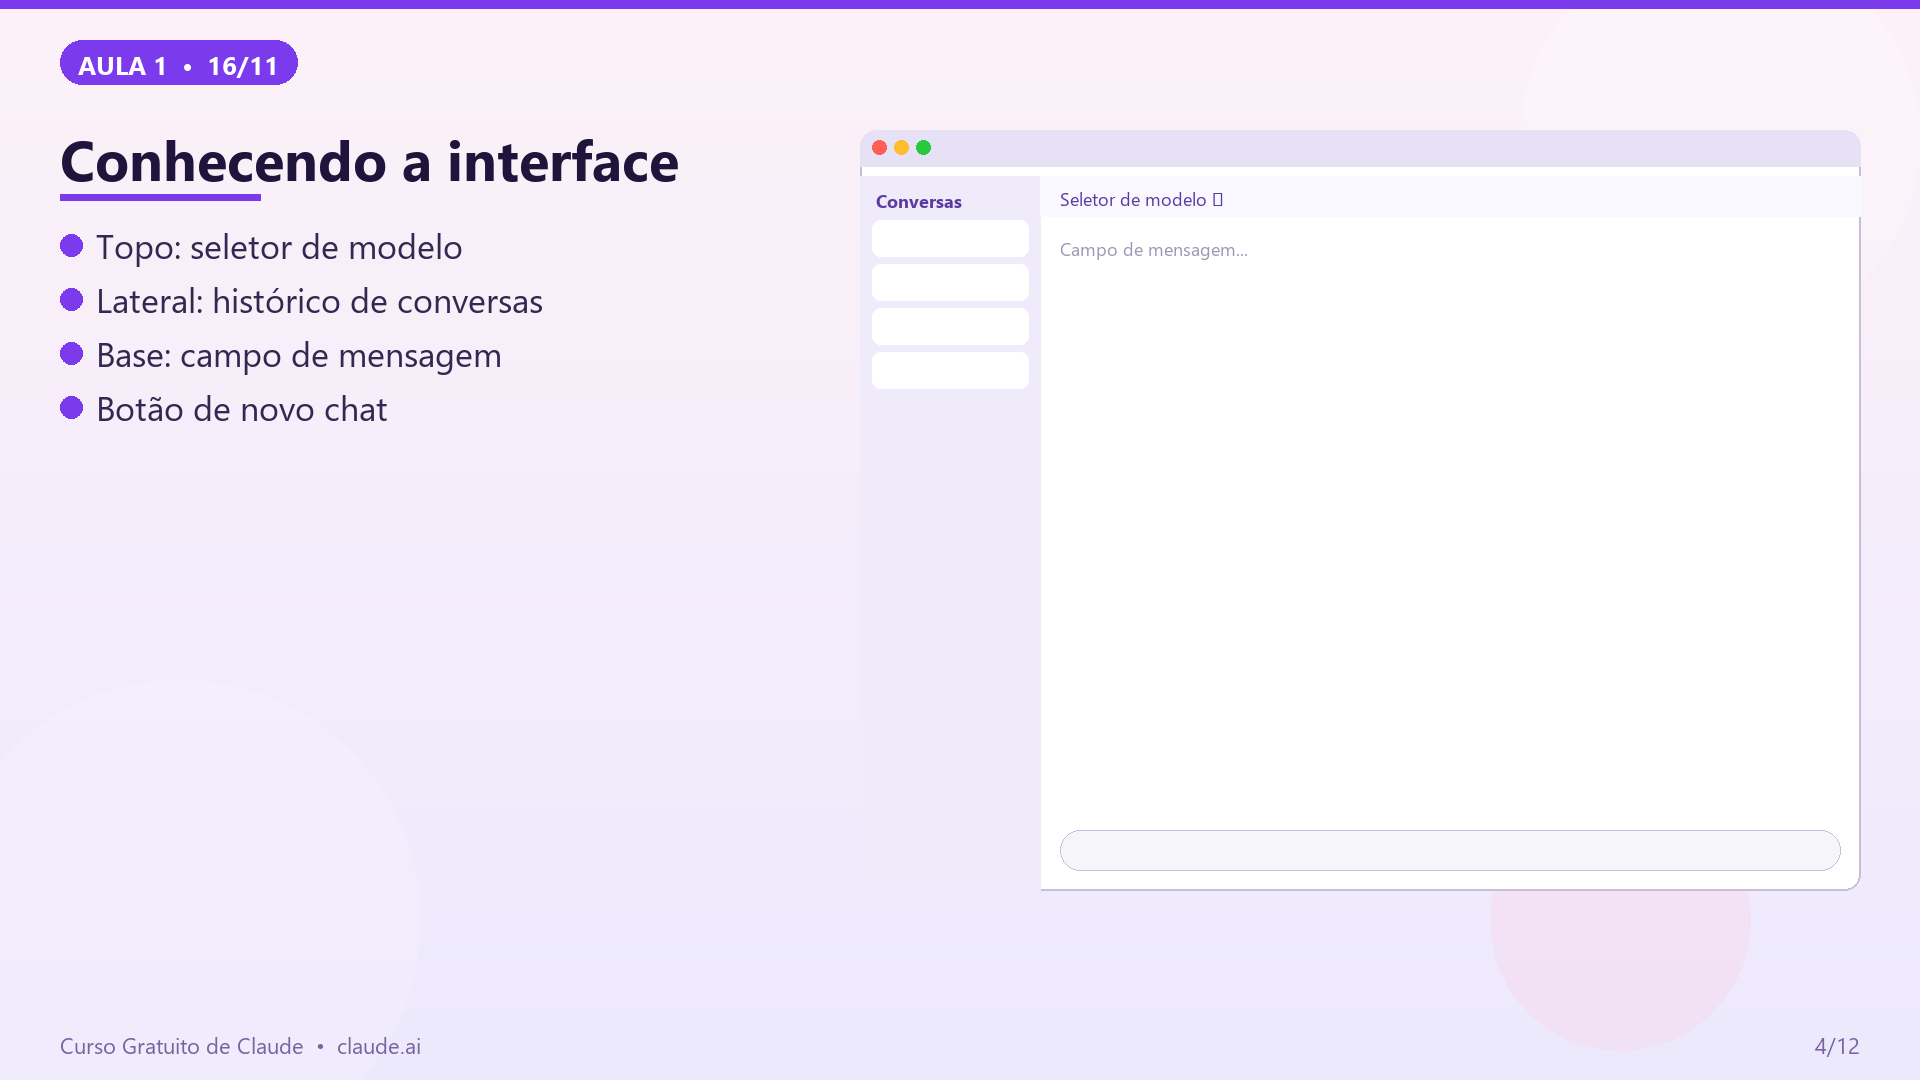 AULA 1 • 16/11
Conhecendo a interface
Topo: seletor de modelo
Lateral: histórico de conversas
Base: campo de mensagem
Botão de novo chat
Conversas
Seletor de modelo ▯
Campo de mensagem...
Curso Gratuito de Claude • claude.ai
4/12